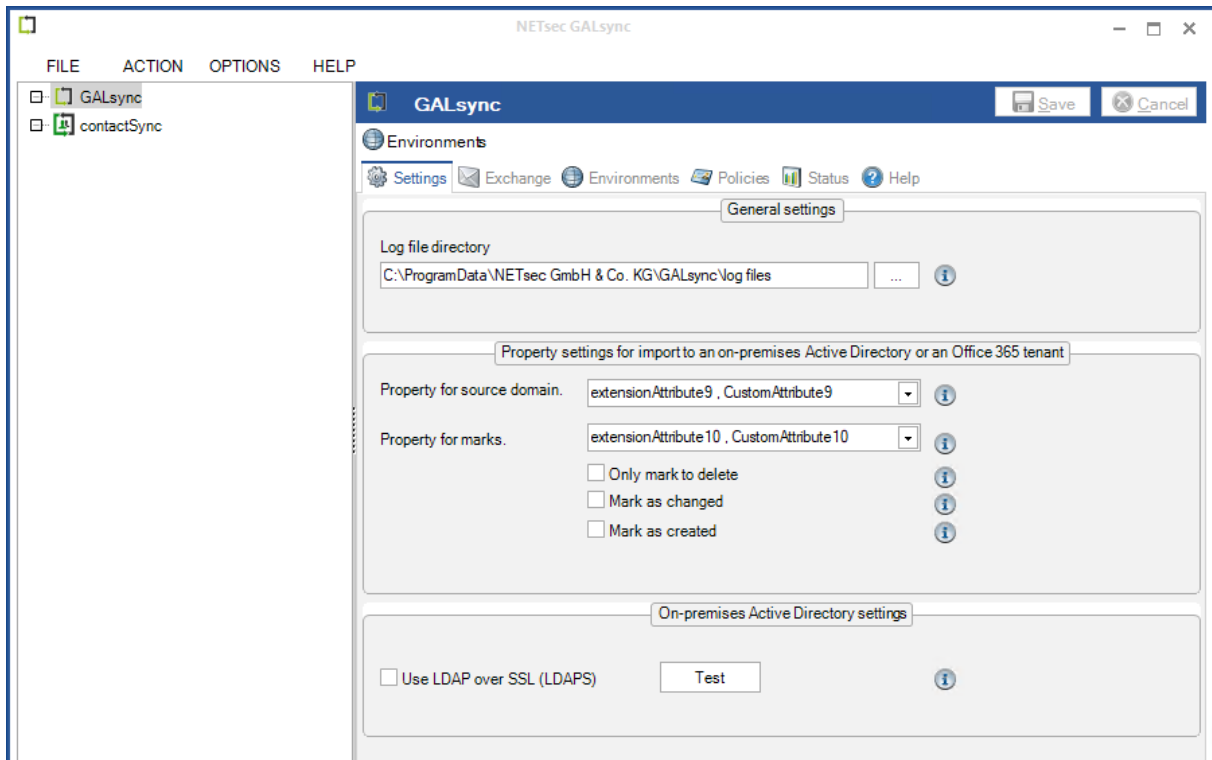 NETsec GALsync
FILE ACTION OPTIONS HELP
GALsync
contactSync
GALsync
Save Cancel
Environments
Settings Exchange Environments Policies Status Help
General settings
Log file directory
C:\ProgramData\NETsec GmbH & Co. KG\GALsync\log files
...
Property settings for import to an on-premises Active Directory or an Office 365 tenant
Property for source domain. extensionAttribute9 , CustomAttribute9
Property for marks. extensionAttribute10 , CustomAttribute10
Only mark to delete
Mark as changed
Mark as created
On-premises Active Directory settings
Use LDAP over SSL (LDAPS) Test